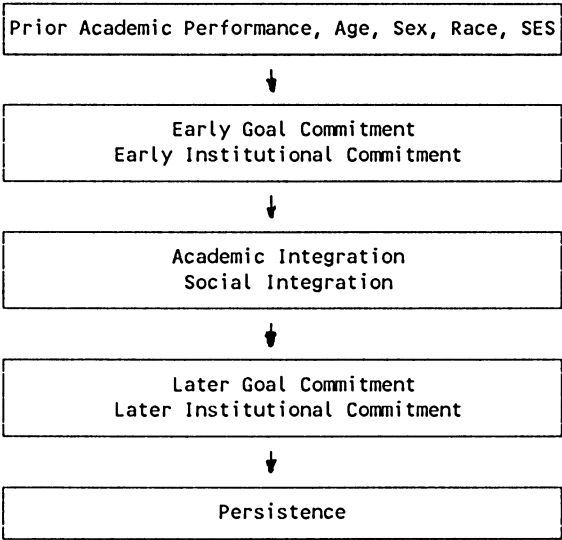 Prior Academic Performance, Age, Sex, Race, SES
Early Goal Commitment
Early Institutional Commitment
Academic Integration
Social Integration
Later Goal Commitment
Later Institutional Commitment
Persistence